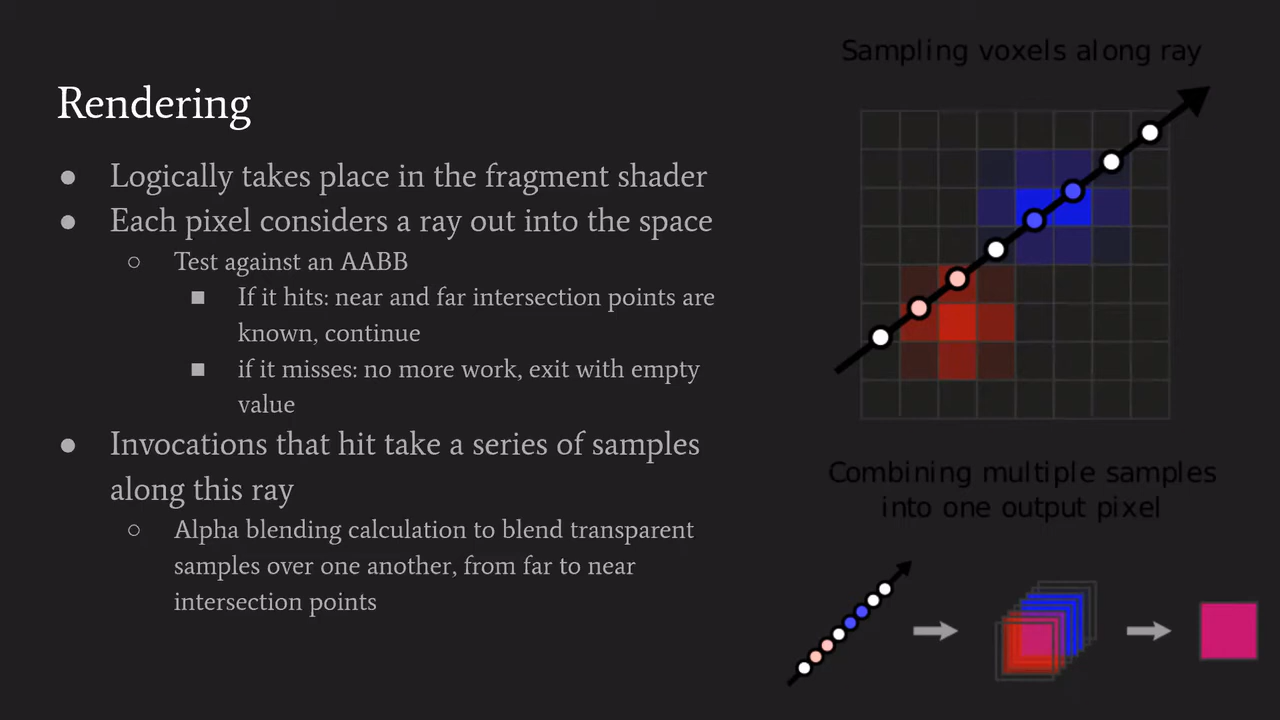 Rendering
● Logically takes place in the fragment shader
● Each pixel considers a ray out into the space
○ Test against an AABB
■ If it hits: near and far intersection points are
known, continue
■ if it misses: no more work, exit with empty
value
● Invocations that hit take a series of samples
along this ray
○ Alpha blending calculation to blend transparent
samples over one another, from far to near
intersection points
Sampling voxels along ray
Combining multiple samples
into one output pixel